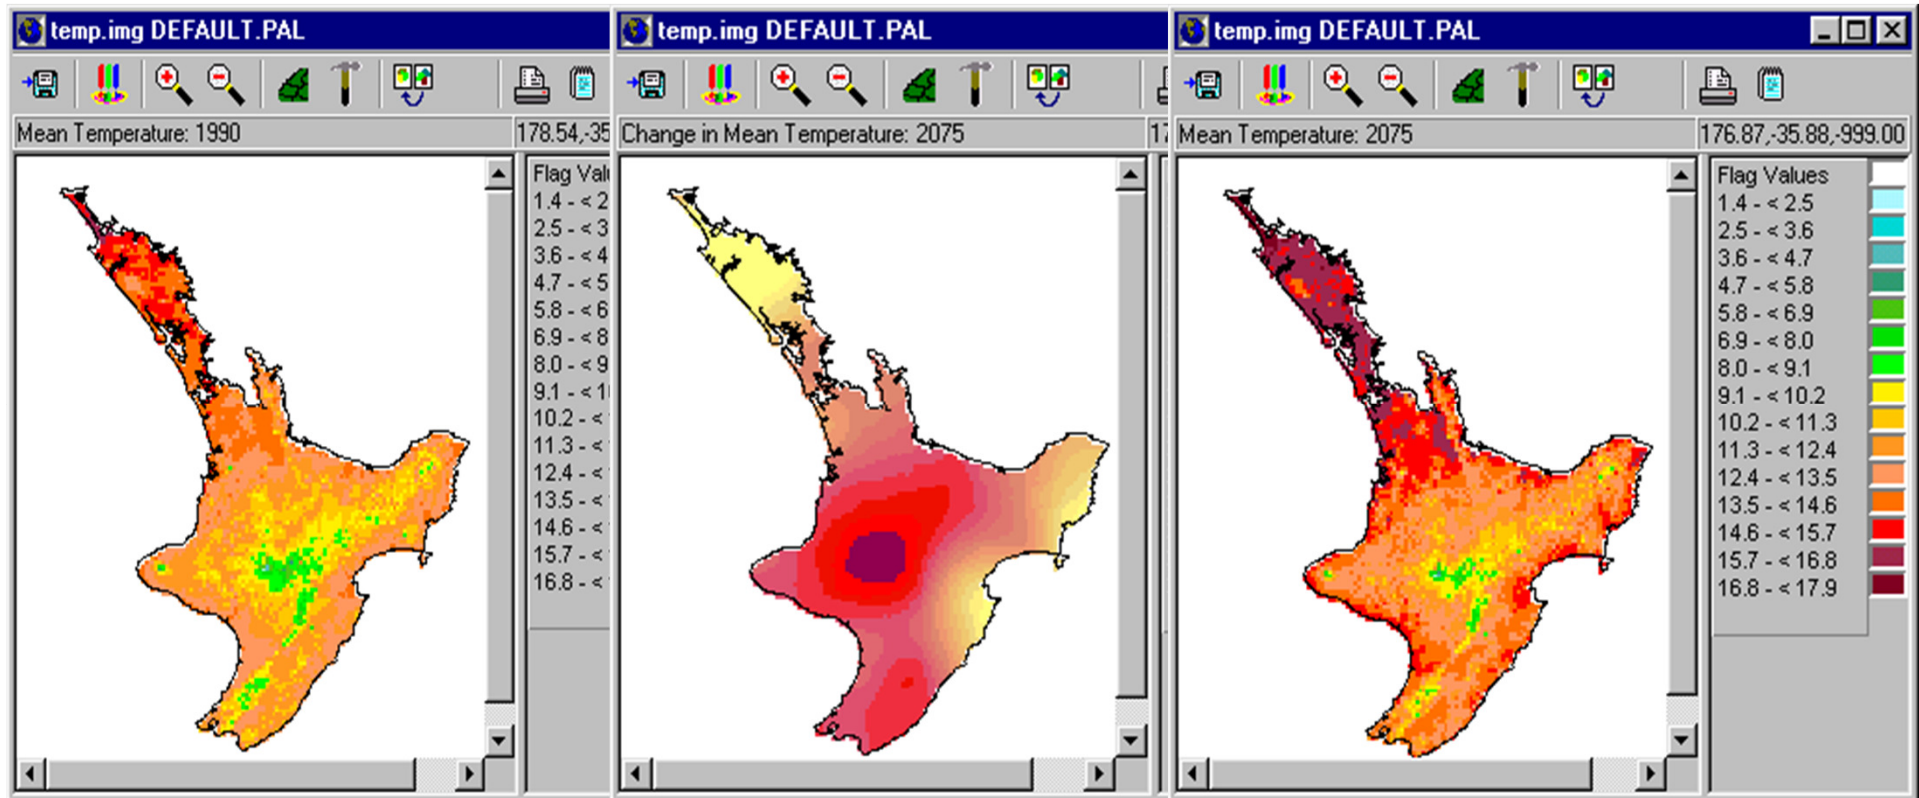 temp.img DEFAULT.PAL
Mean Temperature: 1990
178.54,-35
Flag Valu
1.4 - < 2
2.5 - < 3
3.6 - < 4
4.7 - < 5
5.8 - < 6
6.9 - < 8
8.0 - < 9
9.1 - < 1
10.2 - <
11.3 - <
12.4 - <
13.5 - <
14.6 - <
15.7 - <
16.8 - <
temp.img DEFAULT.PAL
Change in Mean Temperature: 2075
17
temp.img DEFAULT.PAL
Mean Temperature: 2075
176.87,-35.88,-999.00
Flag Values
1.4 - < 2.5
2.5 - < 3.6
3.6 - < 4.7
4.7 - < 5.8
5.8 - < 6.9
6.9 - < 8.0
8.0 - < 9.1
9.1 - < 10.2
10.2 - < 11.3
11.3 - < 12.4
12.4 - < 13.5
13.5 - < 14.6
14.6 - < 15.7
15.7 - < 16.8
16.8 - < 17.9